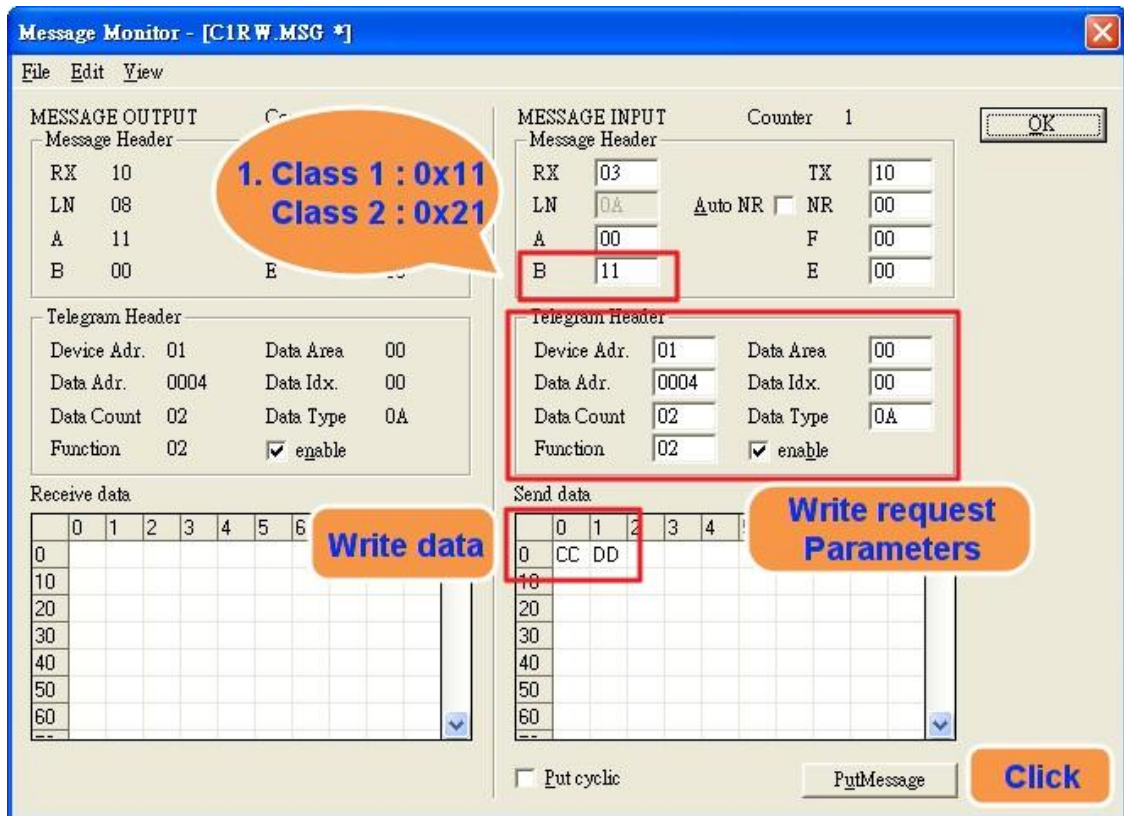 Message Monitor - [C1RW.MSG *]
File Edit View
MESSAGE OUTPUT
Message Header
RX 10
LN 08
A 11
B 00 E
1. Class 1 : 0x11
Class 2 : 0x21
Telegram Header
Device Adr. 01 Data Area 00
Data Adr. 0004 Data Idx. 00
Data Count 02 Data Type 0A
Function 02 enable
Receive data
0 1 2 3 4 5 6
0
10
20
30
40
50
60
Write data
MESSAGE INPUT Counter 1
Message Header
RX 03 TX 10
LN 0A Auto NR NR 00
A 00 F 00
B 11 E 00
Telegram Header
Device Adr. 01 Data Area 00
Data Adr. 0004 Data Idx. 00
Data Count 02 Data Type 0A
Function 02 enable
Send data
0 1 2 3 4
0 CC DD
10
20
30
40
50
60
Write request
Parameters
Put cyclic PutMessage
Click
OK